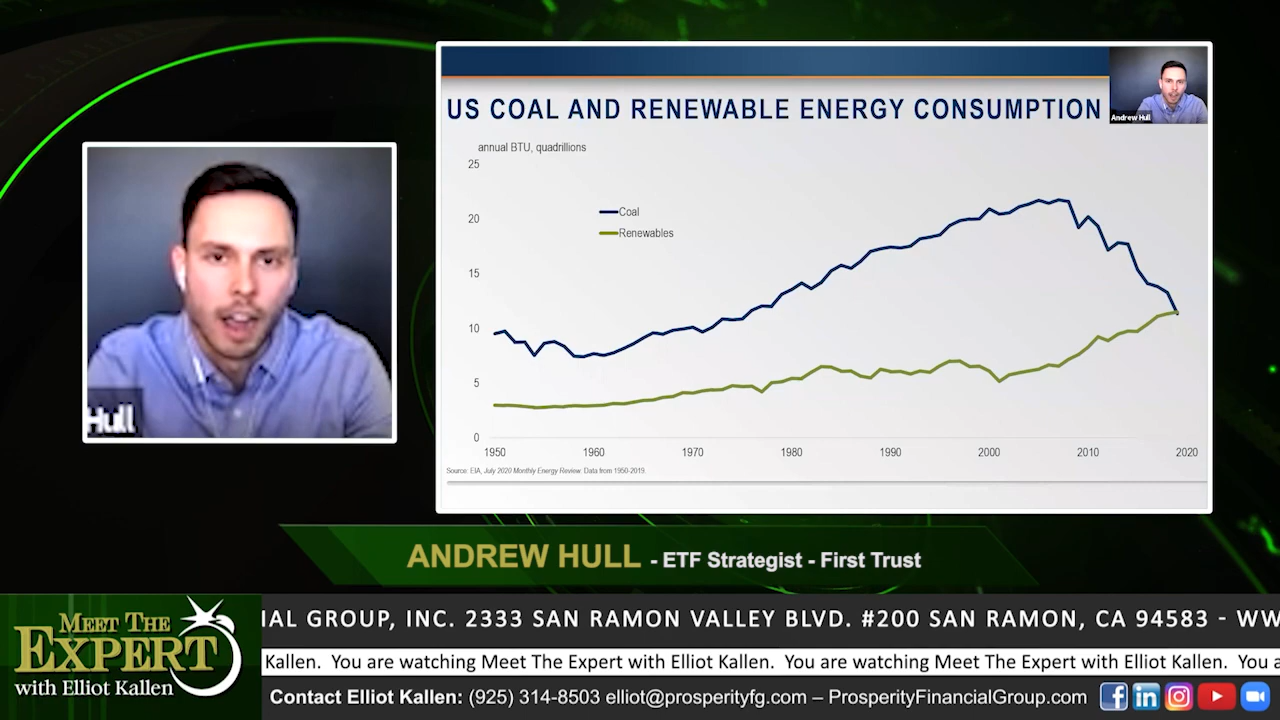 US COAL AND RENEWABLE ENERGY CONSUMPTION
Andrew Hull
annual BTU, quadrillions
25
20
15
10
5
0
Coal
Renewables
1950 1960 1970 1980 1990 2000 2010 2020
Source: EIA, July 2020 Monthly Energy Review. Data from 1950-2019.
Hull
ANDREW HULL - ETF Strategist - First Trust
MEET THE
EXPERT
with Elliot Kallen
IAL GROUP, INC. 2333 SAN RAMON VALLEY BLVD. #200 SAN RAMON, CA 94583 - WW
Kallen. You are watching Meet The Expert with Elliot Kallen. You are watching Meet The Expert with Elliot Kallen. You a
Contact Elliot Kallen: (925) 314-8503 elliot@prosperityfg.com – ProsperityFinancialGroup.com